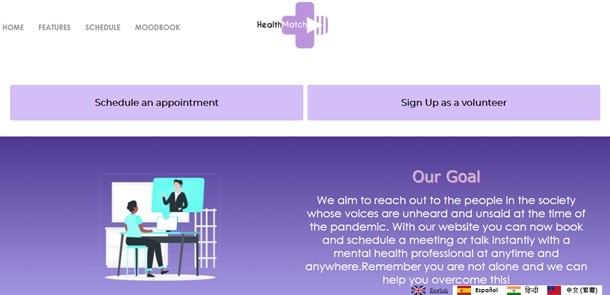 HOME FEATURES SCHEDULE MOODBOOK
HealthMatch
Schedule an appointment
Sign Up as a volunteer
Our Goal
We aim to reach out to the people in the society
whose voices are unheard and unsaid at the time of
the pandemic. With our website you can now book
and schedule a meeting or talk instantly with a
mental health professional at anytime and
anywhere.Remember you are not alone and we can
help you overcome this!
English Español हिन्दी 中文 (繁體)